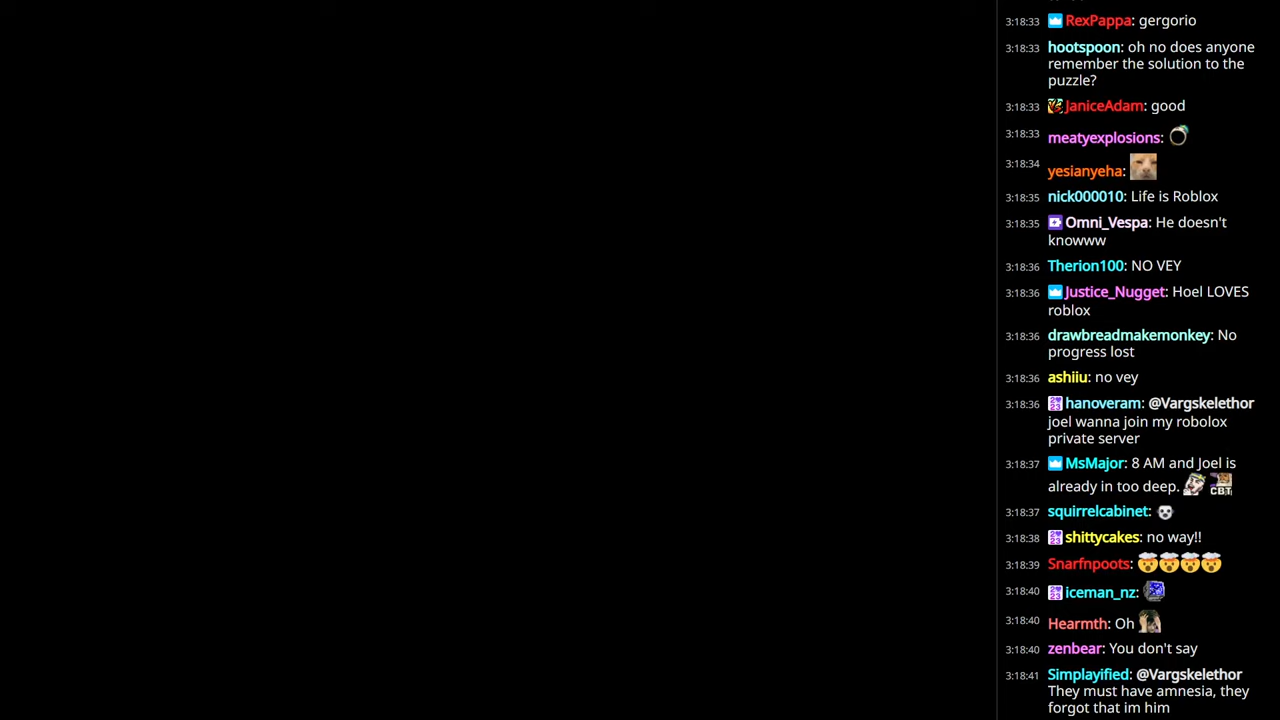 3:18:33 RexPappa: gergorio
3:18:33 hootspoon: oh no does anyone
remember the solution to the
puzzle?
3:18:33 JaniceAdam: good
3:18:33 meatyexplosions:
3:18:34 yesianyeha:
3:18:35 nick000010: Life is Roblox
3:18:35 Omni_Vespa: He doesn't
knowww
3:18:36 Therion100: NO VEY
3:18:36 Justice_Nugget: Hoel LOVES
roblox
3:18:36 drawbreadmakemonkey: No
progress lost
3:18:36 ashiiu: no vey
3:18:36 hanoveram: @Vargskelethor
joel wanna join my robolox
private server
3:18:37 MsMajor: 8 AM and Joel is
already in too deep. CBT
3:18:37 squirrelcabinet:
3:18:38 shittycakes: no way!!
3:18:39 Snarfnpoots:
3:18:40 iceman_nz:
3:18:40 Hearmth: Oh
3:18:40 zenbear: You don't say
3:18:41 Simplayified: @Vargskelethor
They must have amnesia, they
forgot that im him